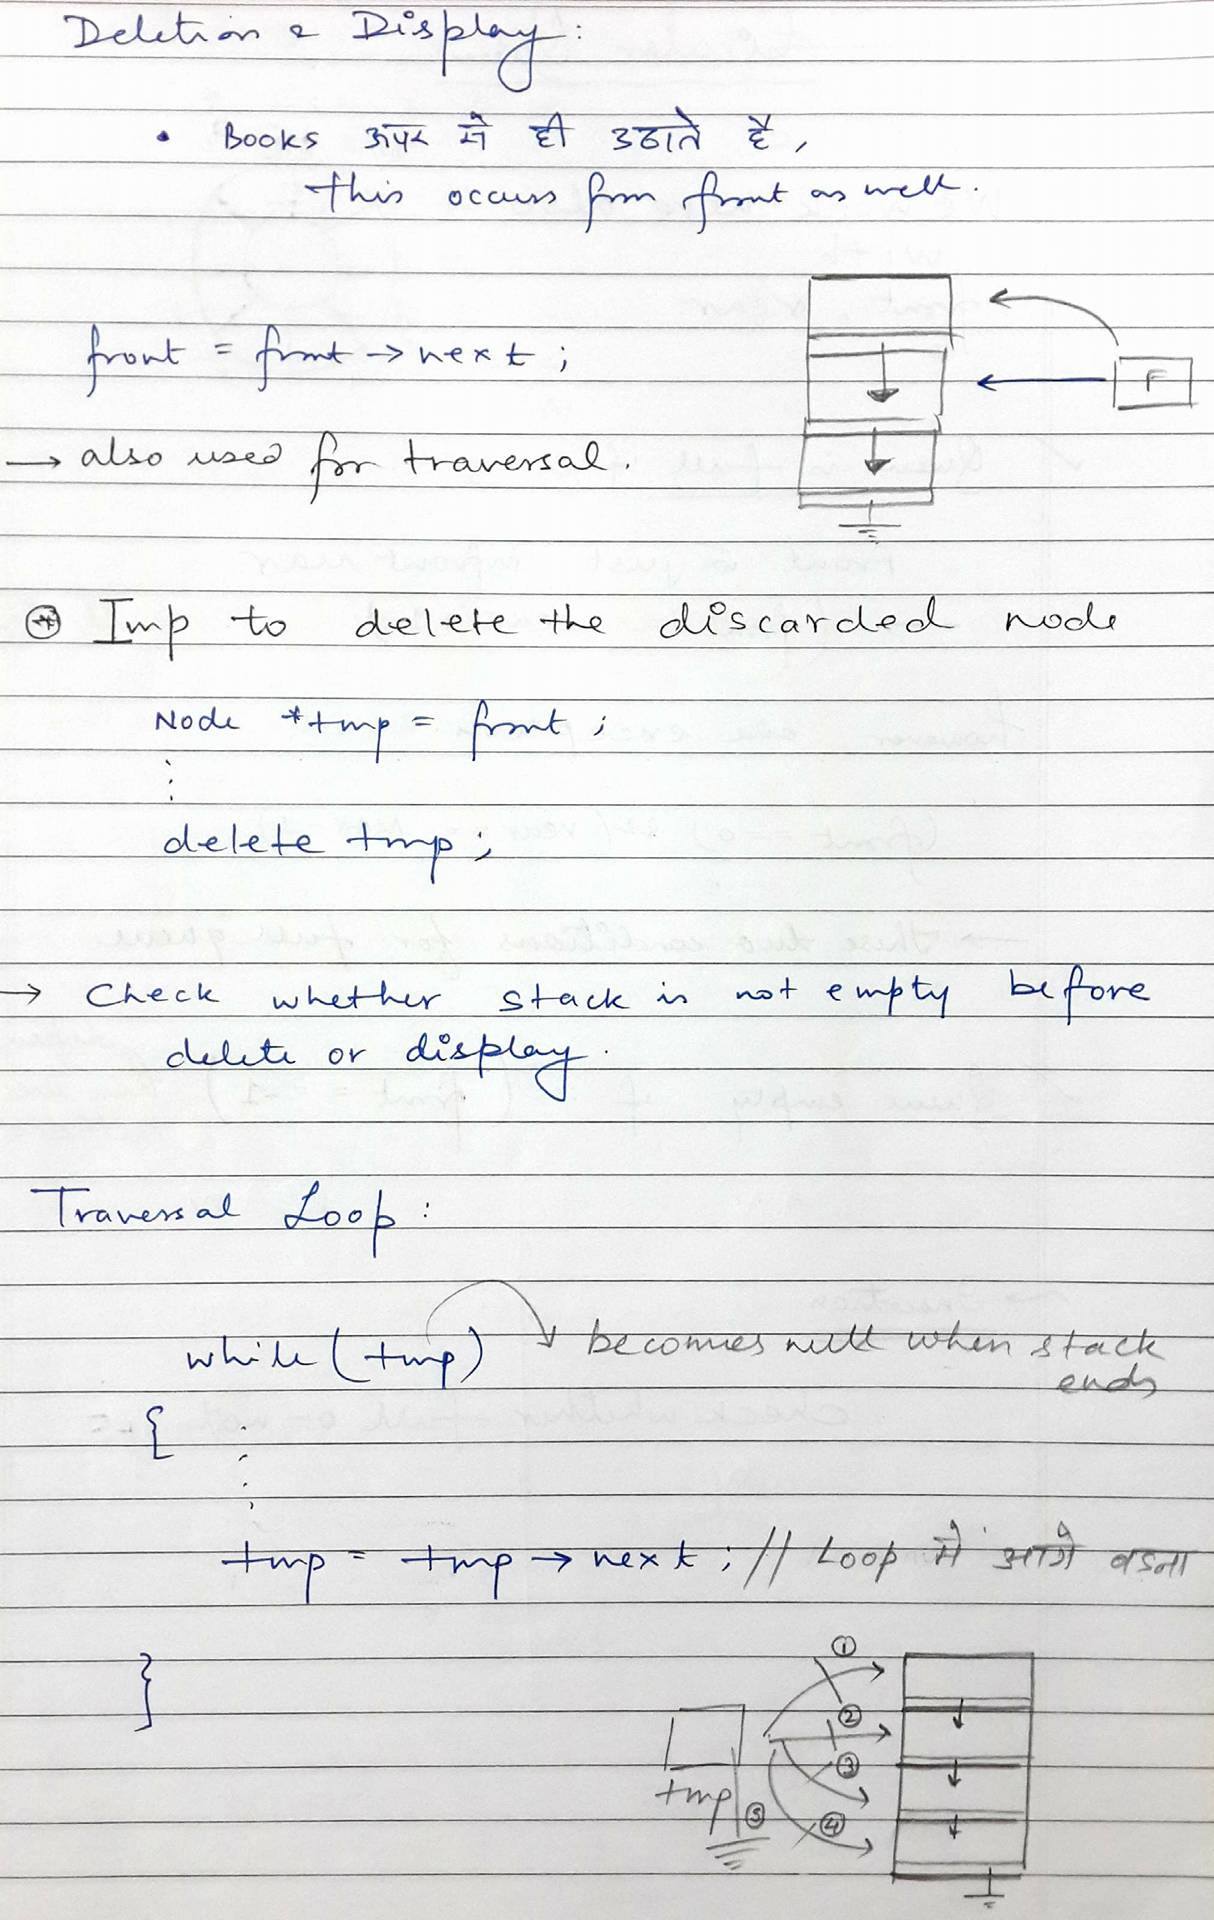 Deletion & Display:
• Books ऊपर से ही उठाते है,
this occurs from front as well.
front = front → next ;
F
→ also used for traversal.
* Imp to delete the discarded node
Node *tmp = front ;
delete tmp ;
→ Check whether stack is not empty before
delete or display.
Traversal Loop :
while (tmp) → becomes null when stack
ends
{
tmp = tmp → next ; // Loop मे आगे बडना
}
1
2
3
tmp
5
4